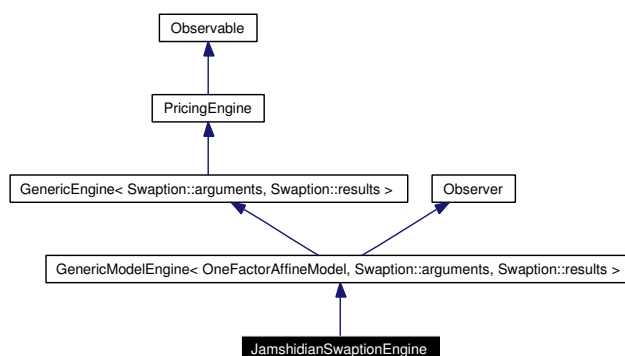 Observable
PricingEngine
GenericEngine< Swaption::arguments, Swaption::results >
Observer
GenericModelEngine< OneFactorAffineModel, Swaption::arguments, Swaption::results >
JamshidianSwaptionEngine